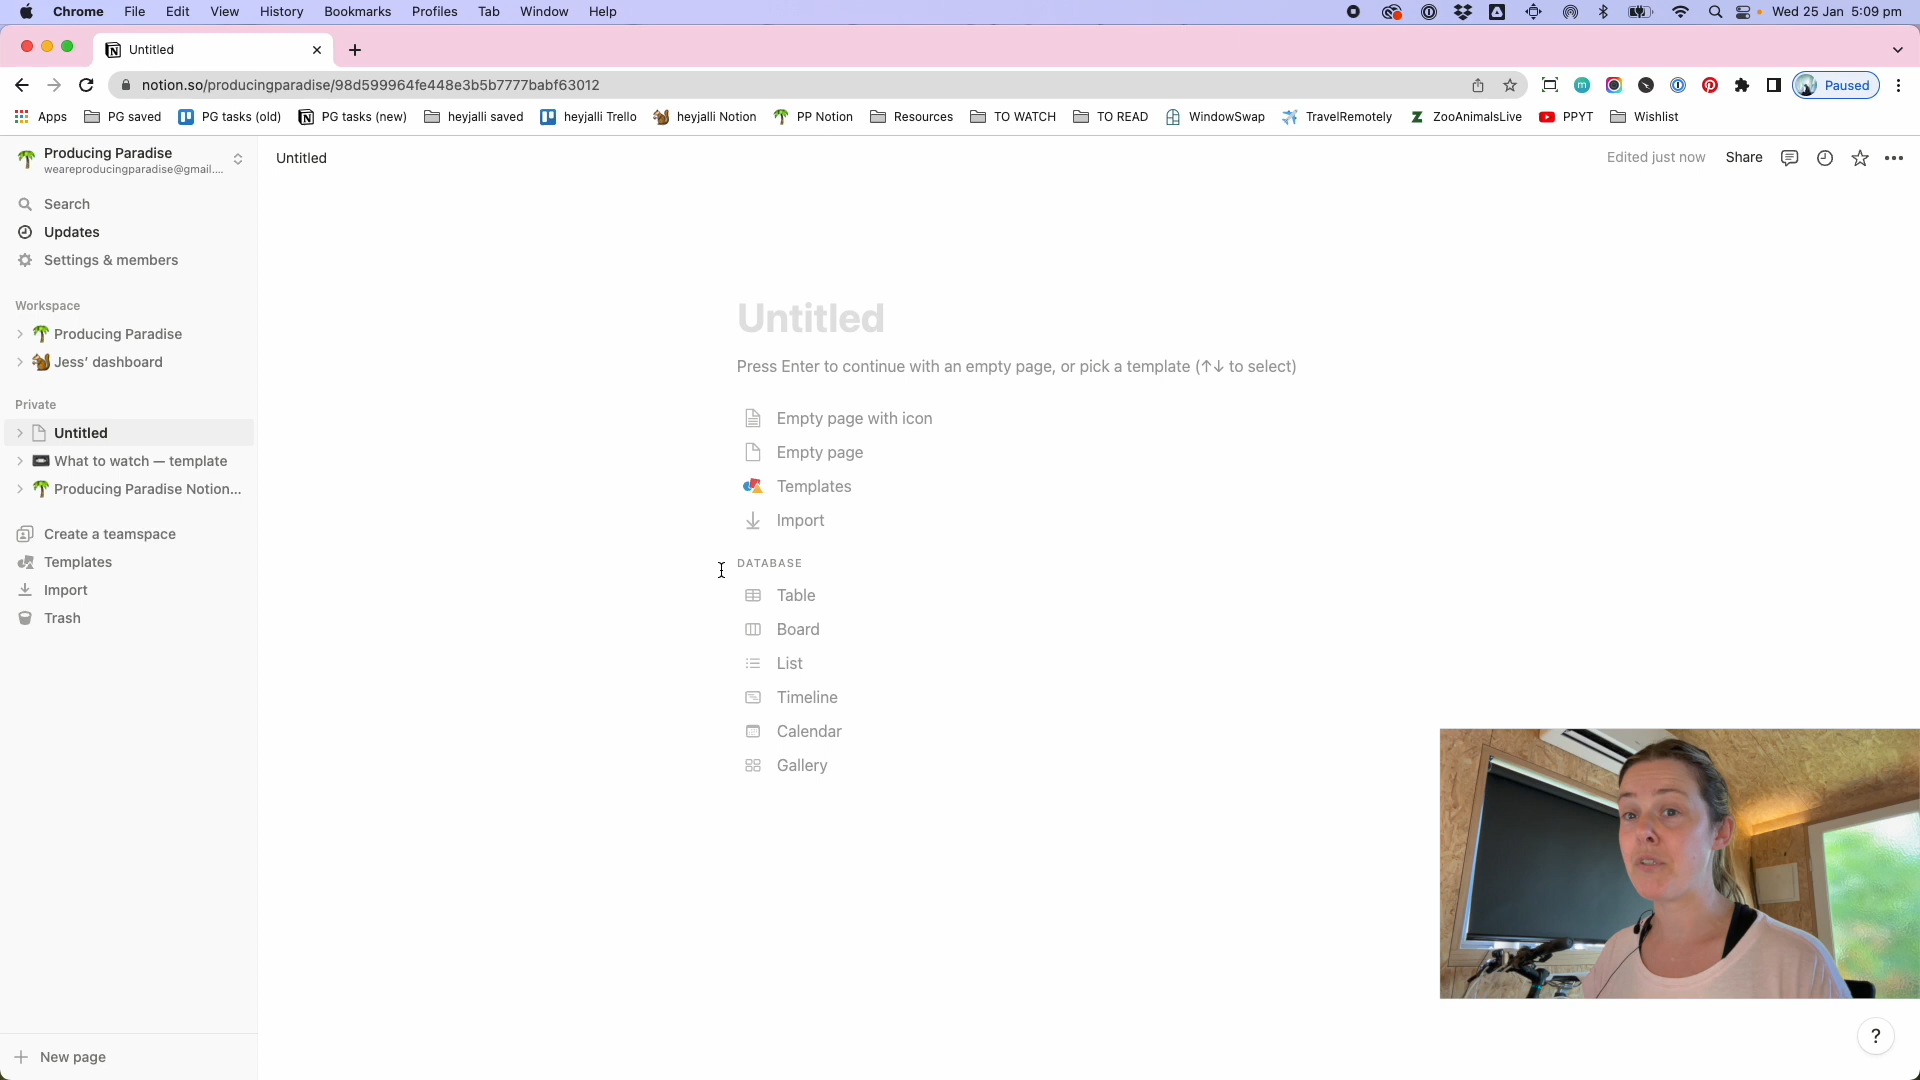 Chrome File Edit View History Bookmarks Profiles Tab Window Help Wed 25 Jan 5:09 pm
Untitled
notion.so/producingparadise/98d599964fe448e3b5b7777babf63012 Paused
Apps PG saved PG tasks (old) PG tasks (new) heyjalli saved heyjalli Trello heyjalli Notion PP Notion Resources TO WATCH TO READ WindowSwap TravelRemotely ZooAnimalsLive PPYT Wishlist
Producing Paradise
weareproducingparadise@gmail....
Untitled
Edited just now Share
Search
Updates
Settings & members
Workspace
Producing Paradise
Jess' dashboard
Private
Untitled
What to watch — template
Producing Paradise Notion...
Create a teamspace
Templates
Import
Trash
New page
Untitled
Press Enter to continue with an empty page, or pick a template (↑↓ to select)
Empty page with icon
Empty page
Templates
Import
DATABASE
Table
Board
List
Timeline
Calendar
Gallery
?